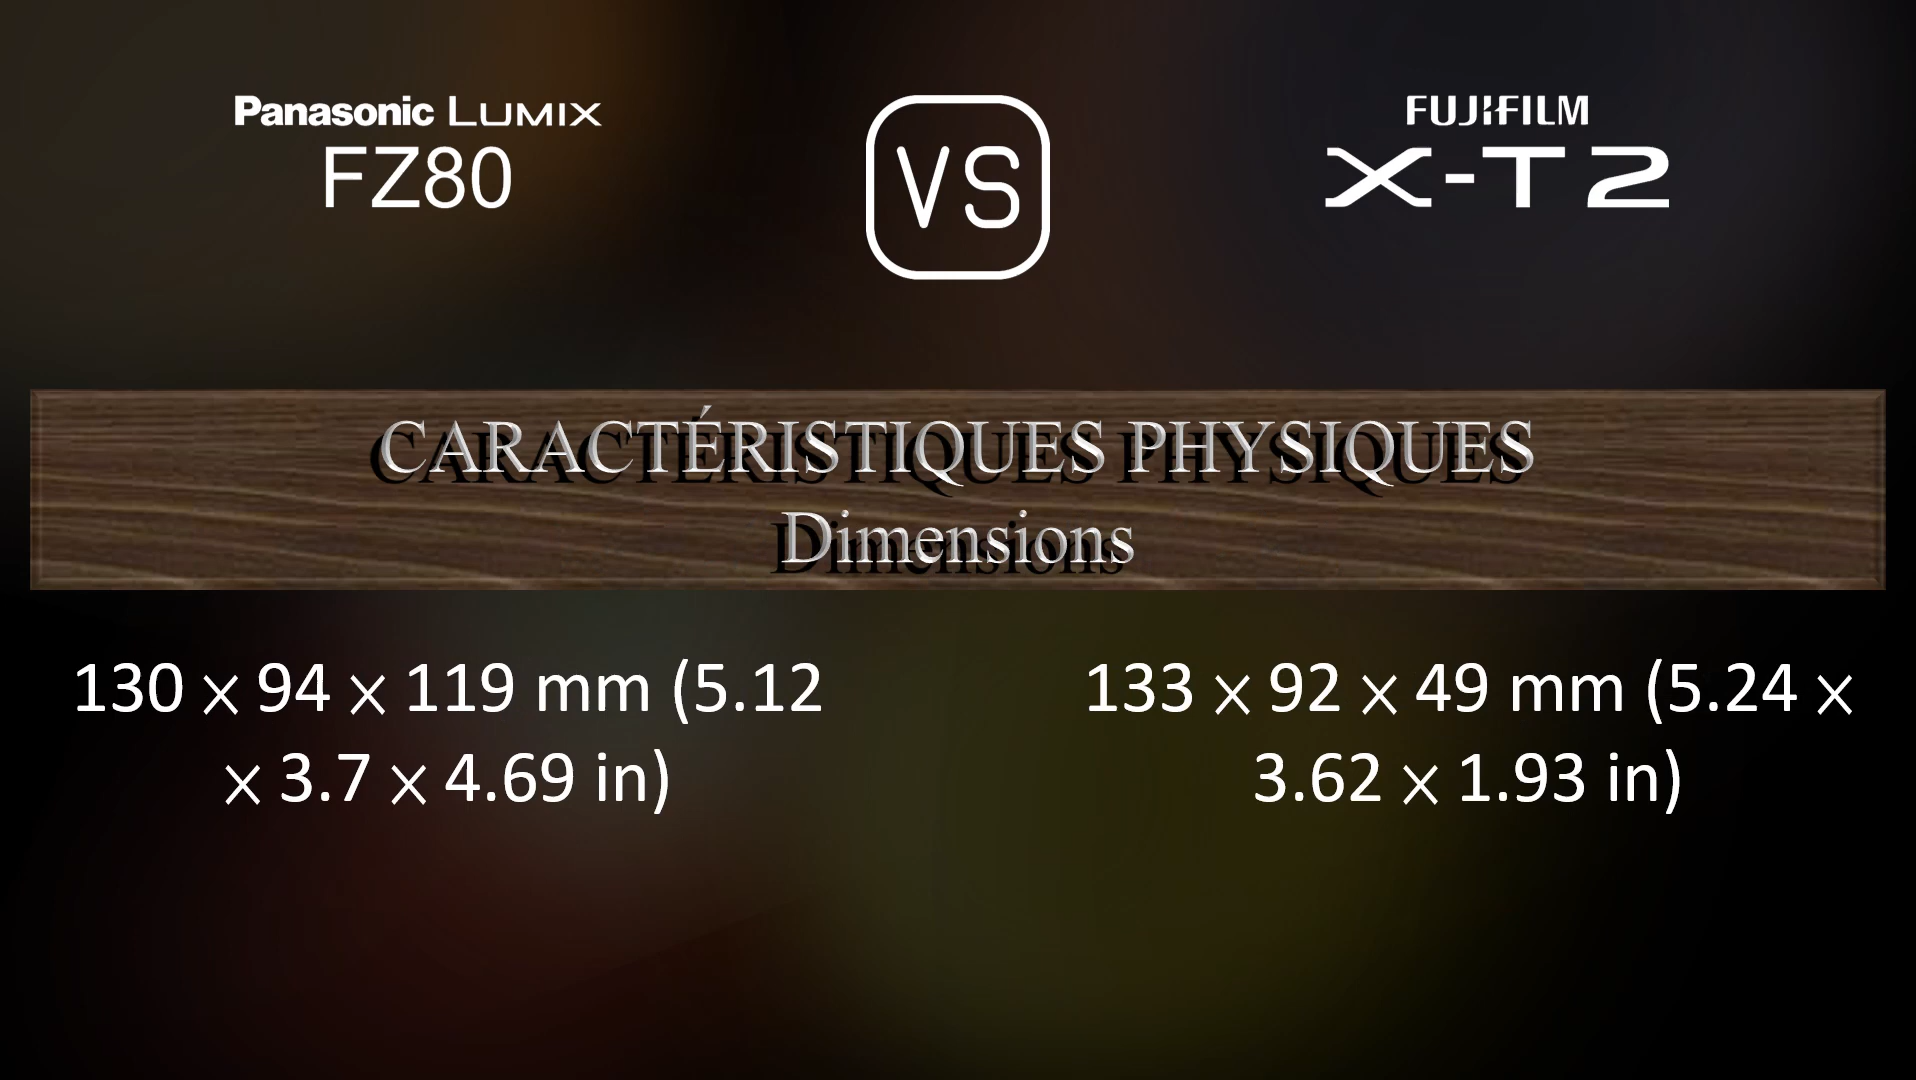 Panasonic LUMIX
FZ80
VS
FUJIFILM
X-T2
CARACTÉRISTIQUES PHYSIQUES
Dimensions
130 x 94 x 119 mm (5.12
x 3.7 x 4.69 in)
133 x 92 x 49 mm (5.24 x
3.62 x 1.93 in)